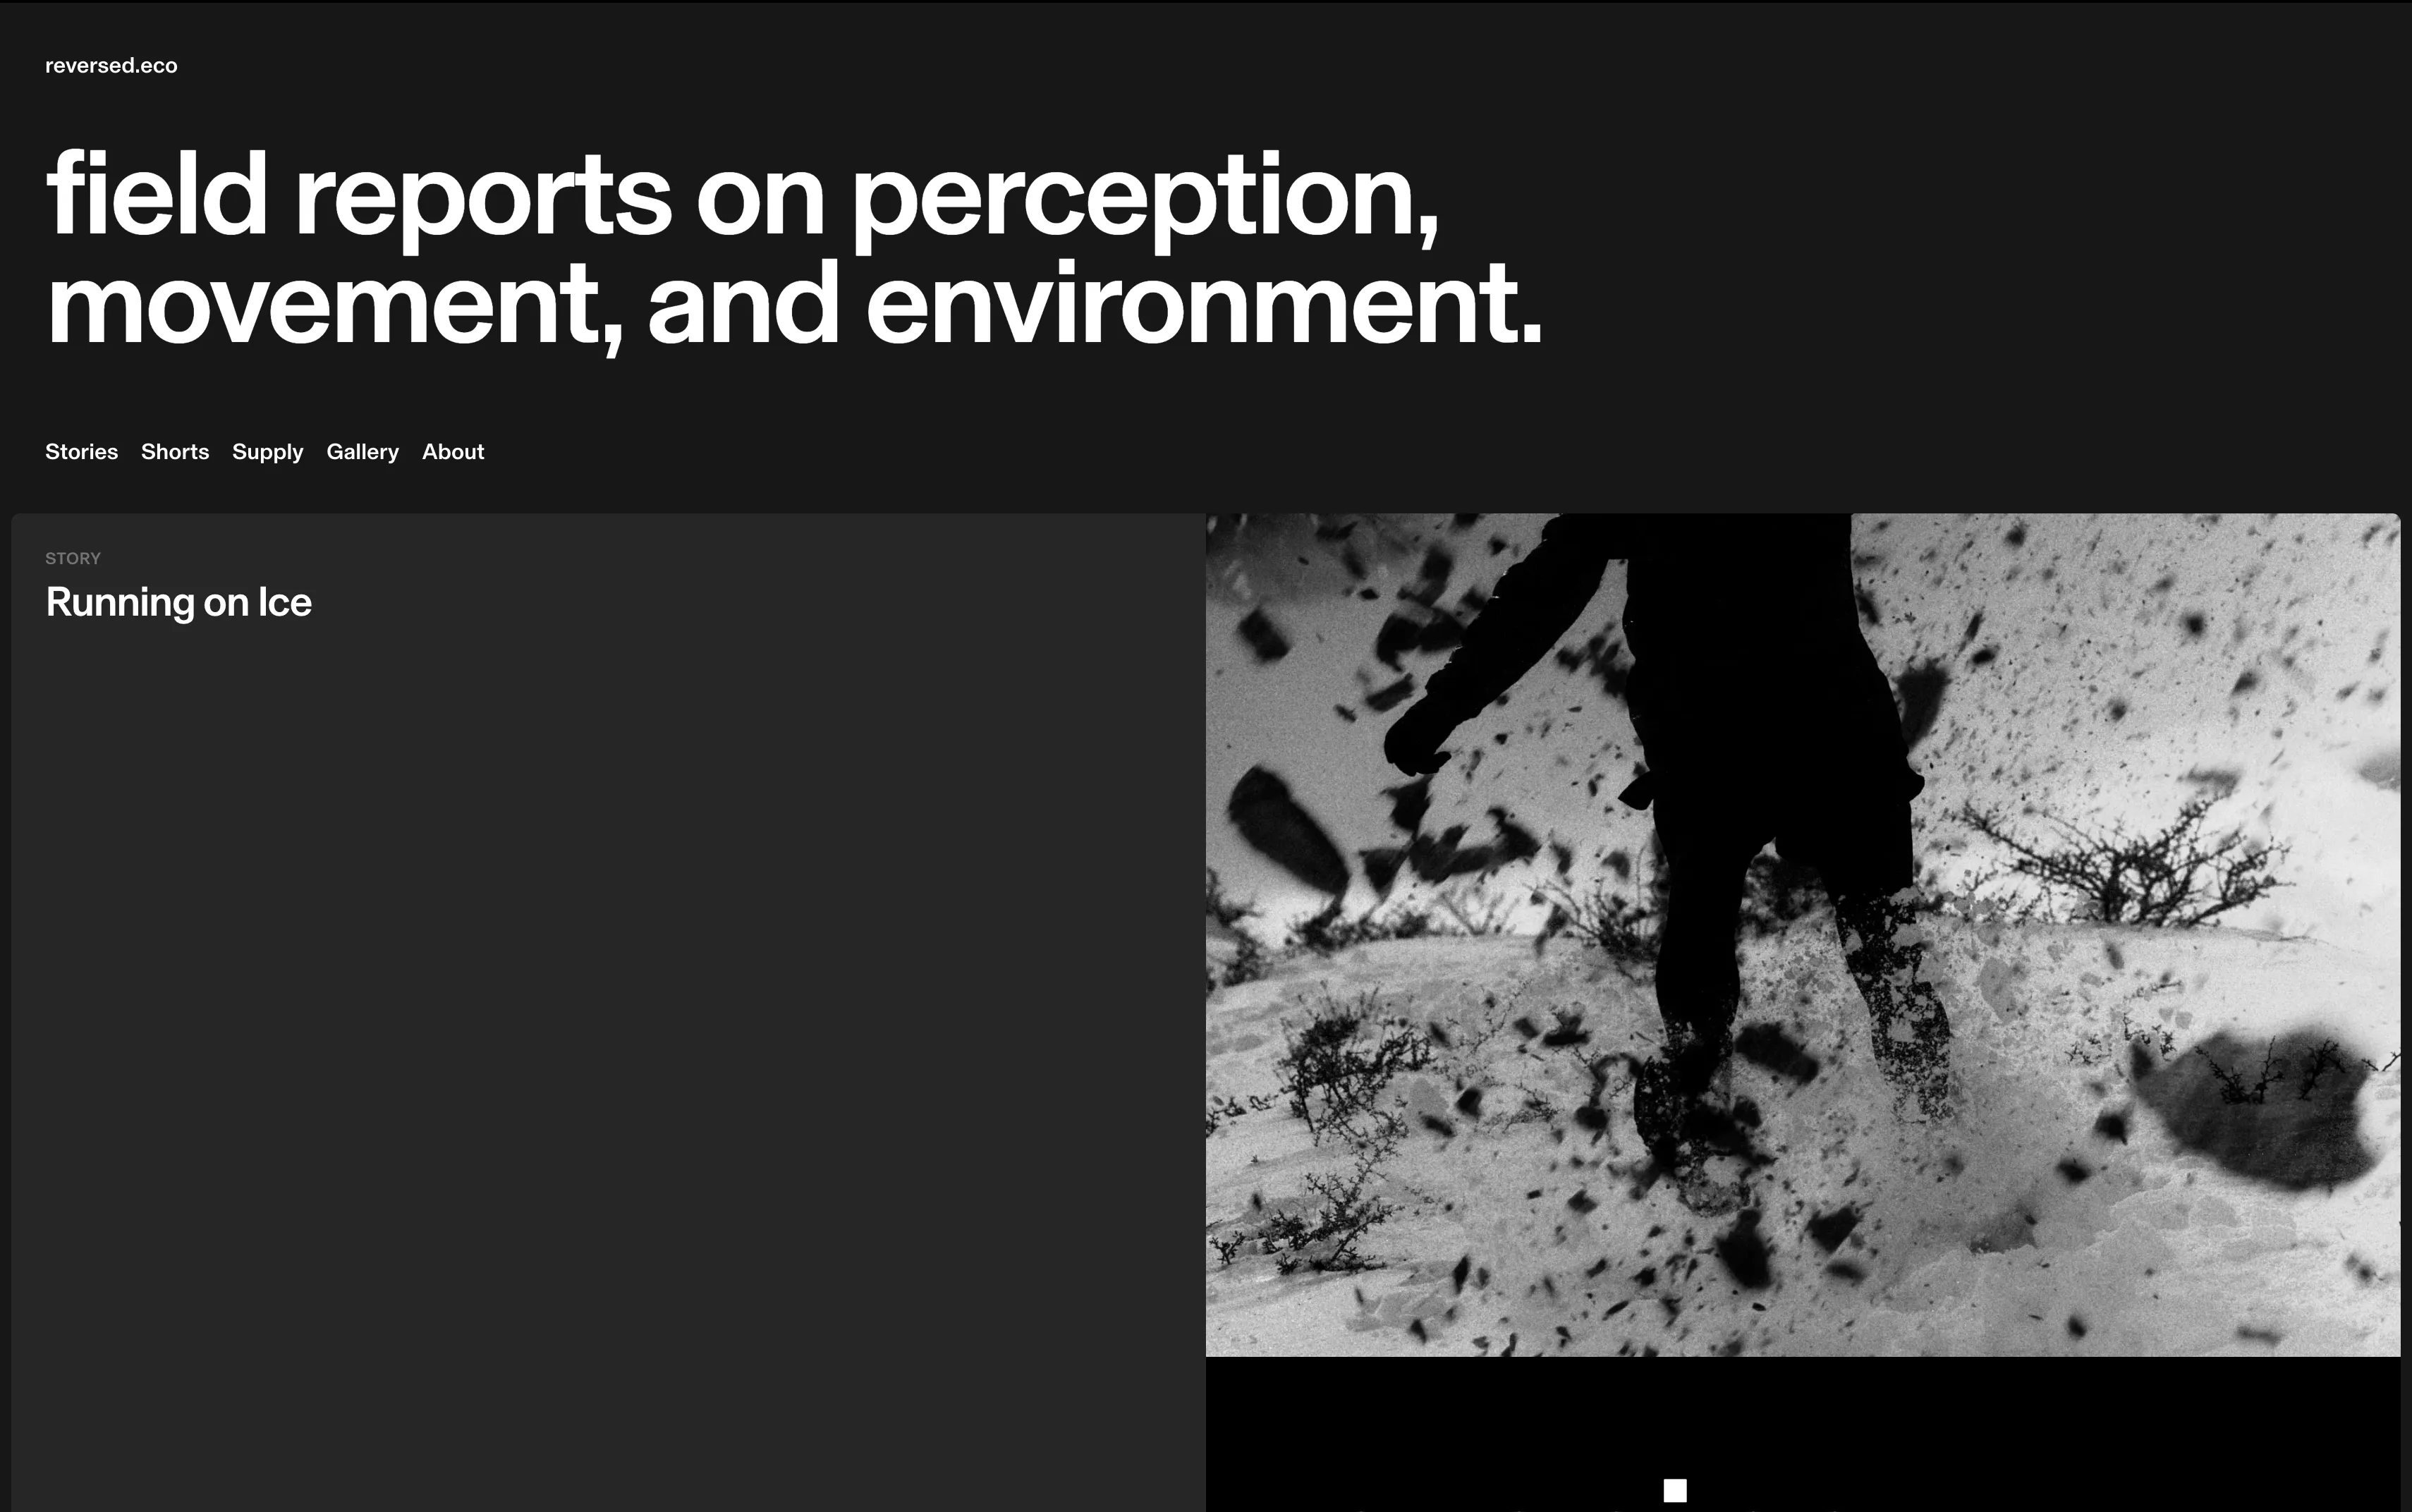 reversed.eco
field reports on perception,
movement, and environment.
Stories Shorts Supply Gallery About
STORY
Running on Ice